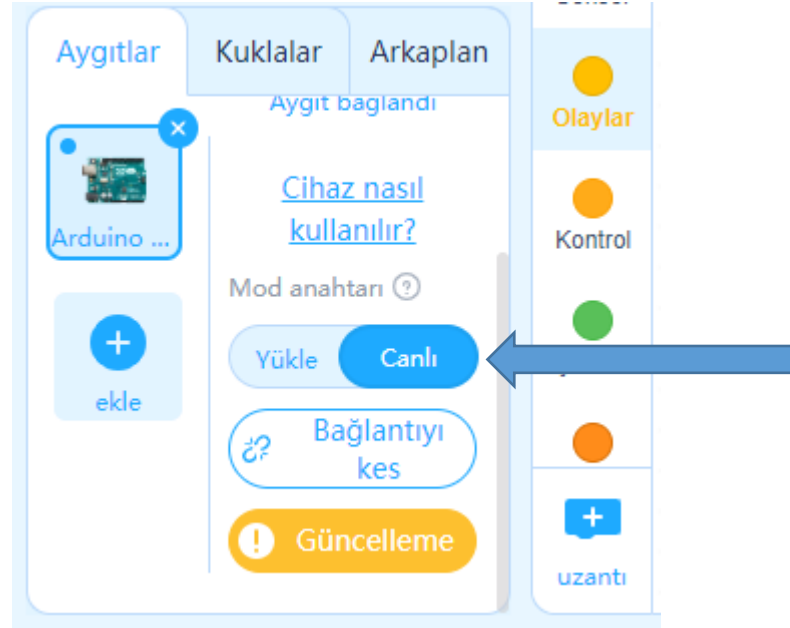 Aygıtlar
Kuklalar
Arkaplan
Aygıt bağlandı
Arduino ...
Cihaz nasıl
kullanılır?
Mod anahtarı ?
Yükle
Canlı
ekle
Bağlantıyı
kes
! Güncelleme
Olaylar
Kontrol
uzantı